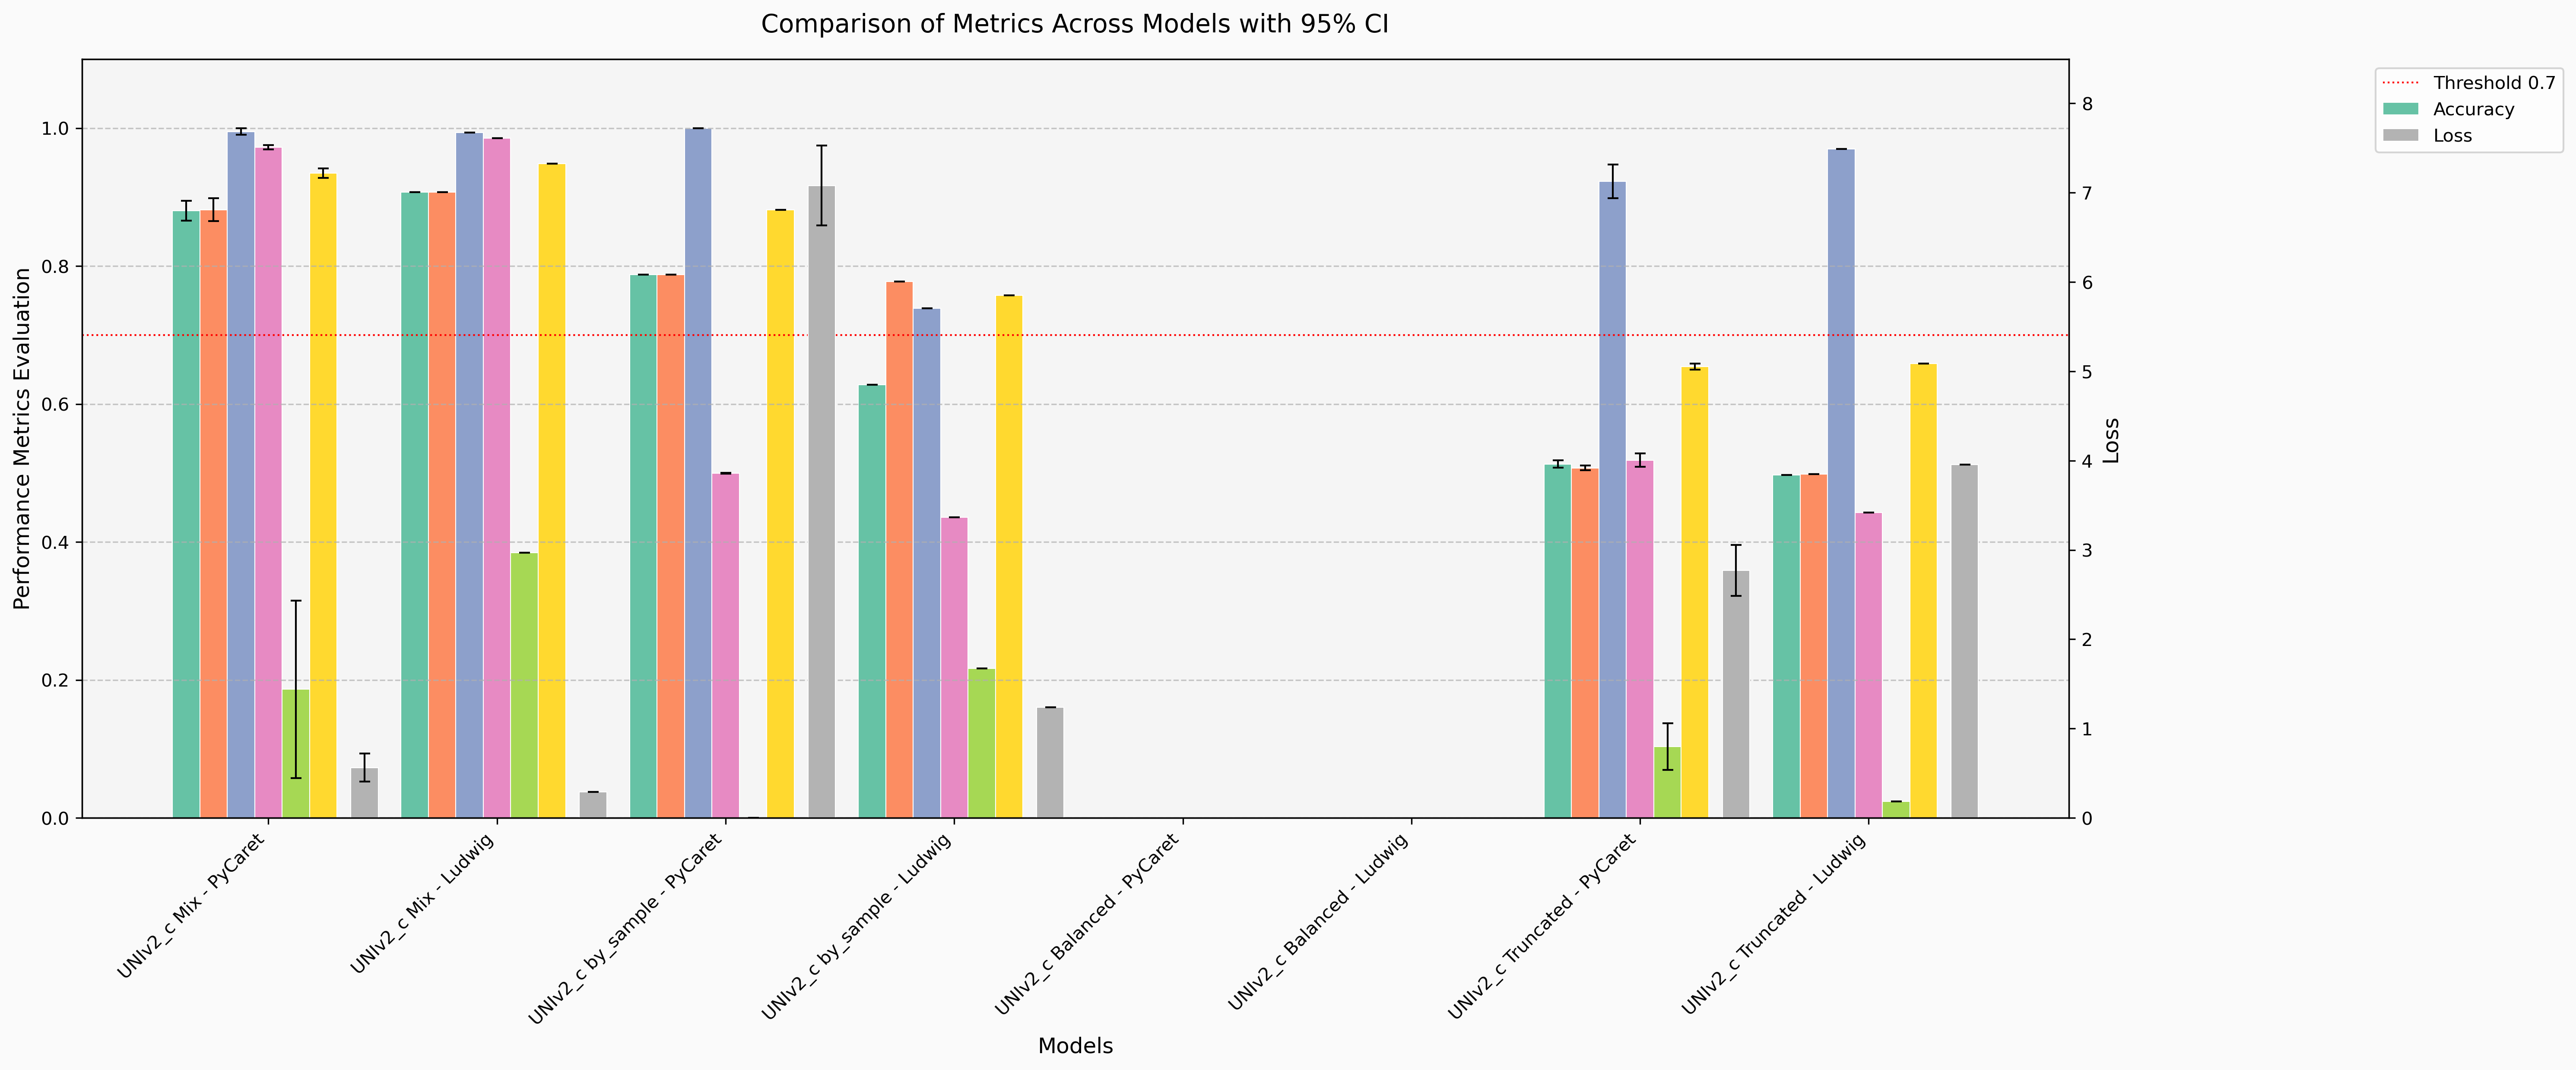 Comparison of Metrics Across Models with 95% CI
Performance Metrics Evaluation
1.0
0.8
0.6
0.4
0.2
0.0
8
7
6
5
4
3
2
1
0
Loss
Threshold 0.7
Accuracy
Loss
UNIv2_c Mix - PyCaret
UNIv2_c Mix - Ludwig
UNIv2_c by_sample - PyCaret
UNIv2_c by_sample - Ludwig
UNIv2_c Balanced - PyCaret
UNIv2_c Balanced - Ludwig
UNIv2_c Truncated - PyCaret
UNIv2_c Truncated - Ludwig
Models